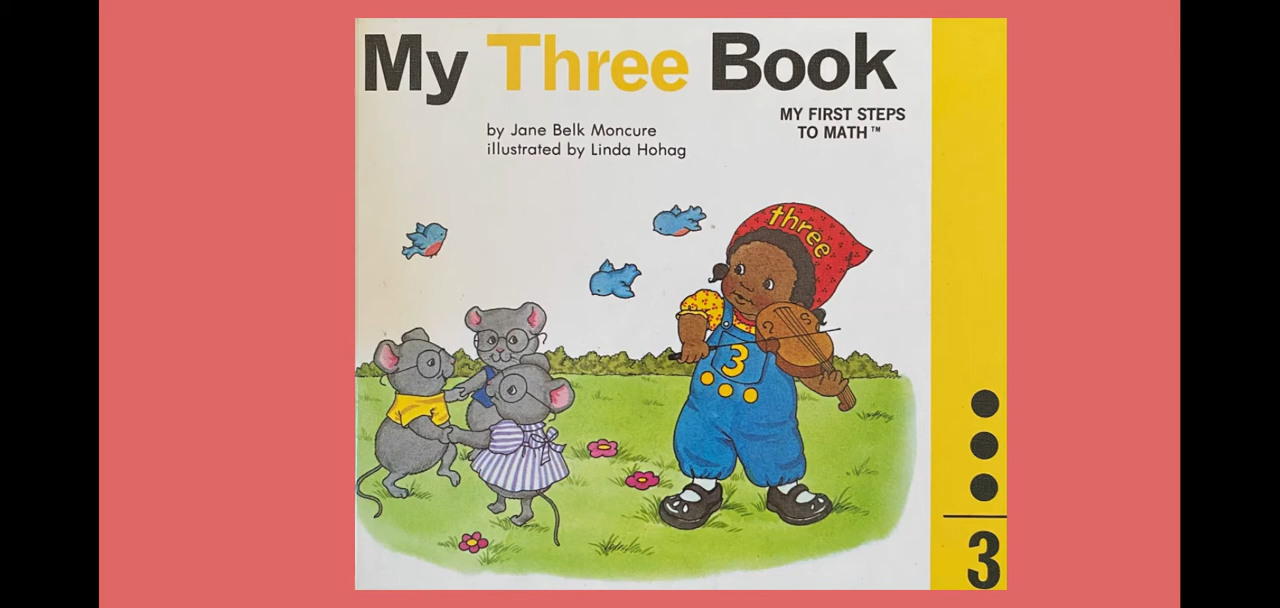 My Three Book
MY FIRST STEPS
TO MATH™
by Jane Belk Moncure
illustrated by Linda Hohag
three
3
3